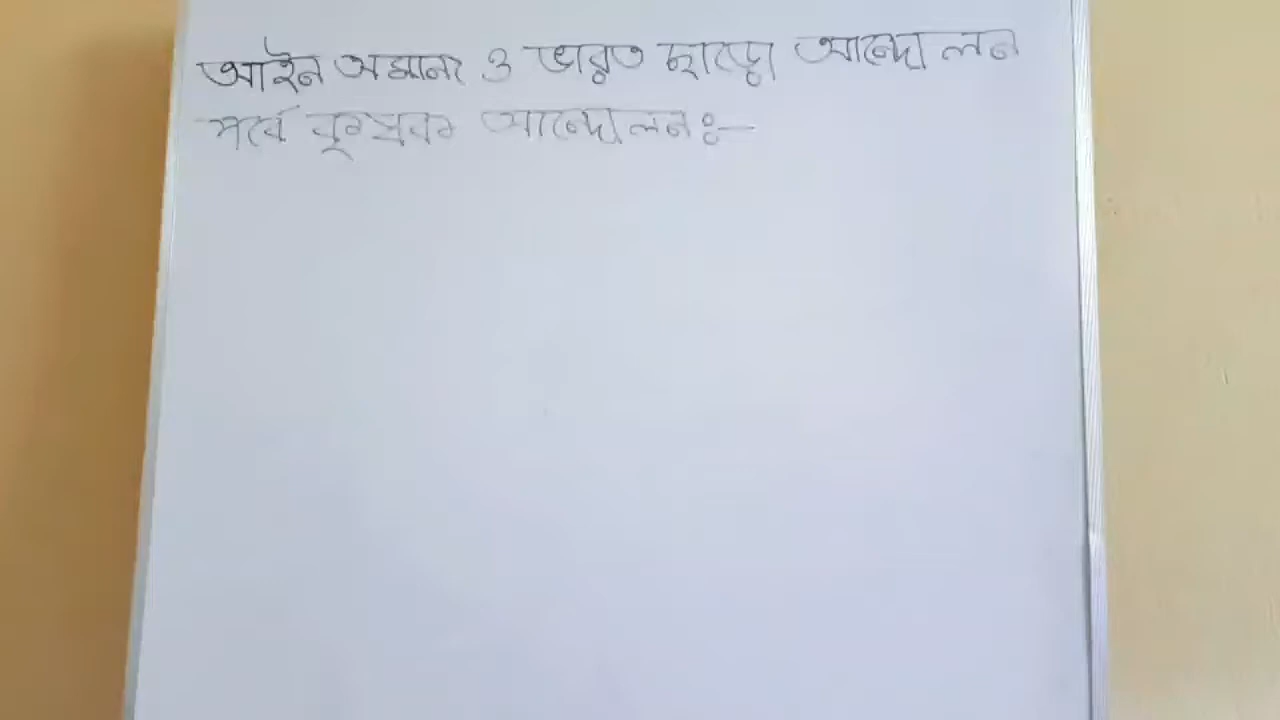 আইন অমান্য ও ভারত ছাড়ো আন্দোলন
পর্বে কৃষক আন্দোলনঃ—